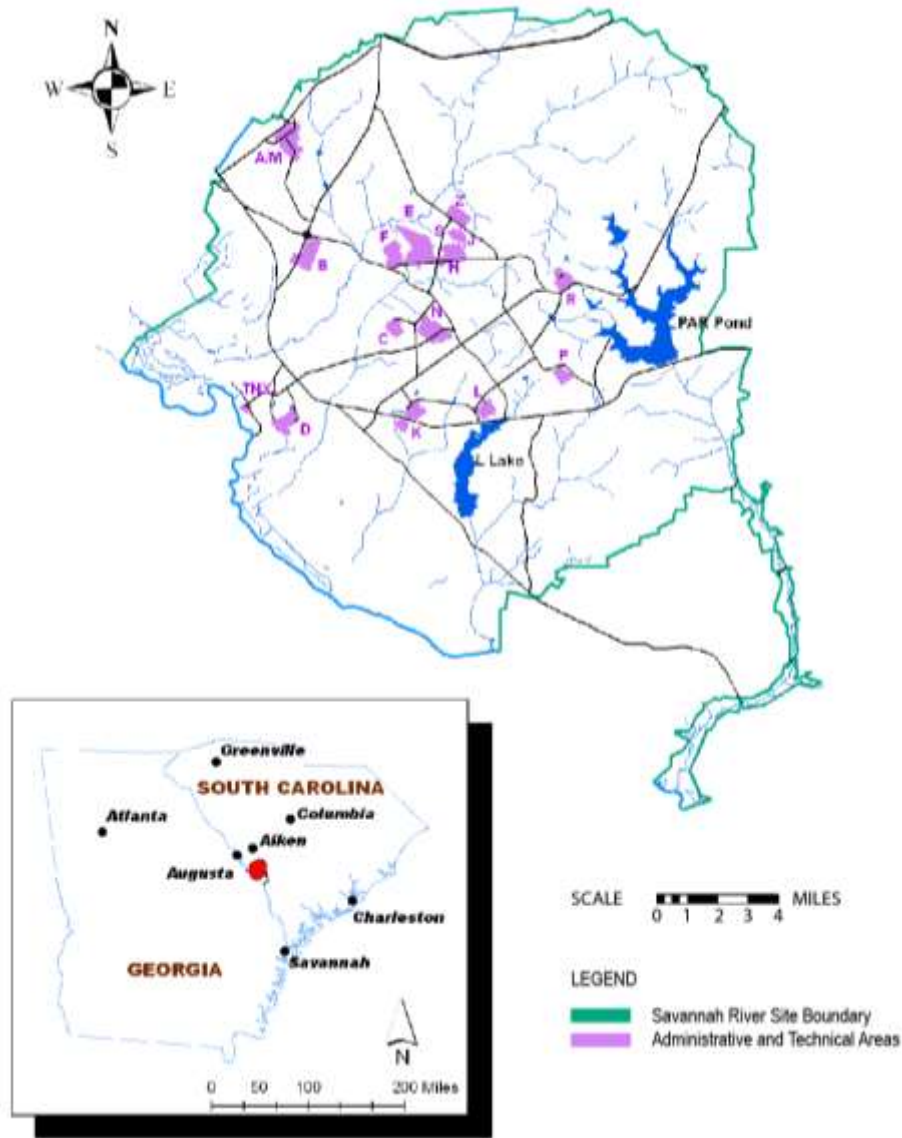 N
W E
S
A.M
Z
E
S
F
J
H
B
R
N
PAR Pond
C
P
TNX
L
D
K
L Lake
Greenville
SOUTH CAROLINA
Atlanta
Columbia
Aiken
Augusta
Charleston
Savannah
GEORGIA
N
0 50 100 200 Miles
SCALE MILES
0 1 2 3 4
LEGEND
Savannah River Site Boundary
Administrative and Technical Areas